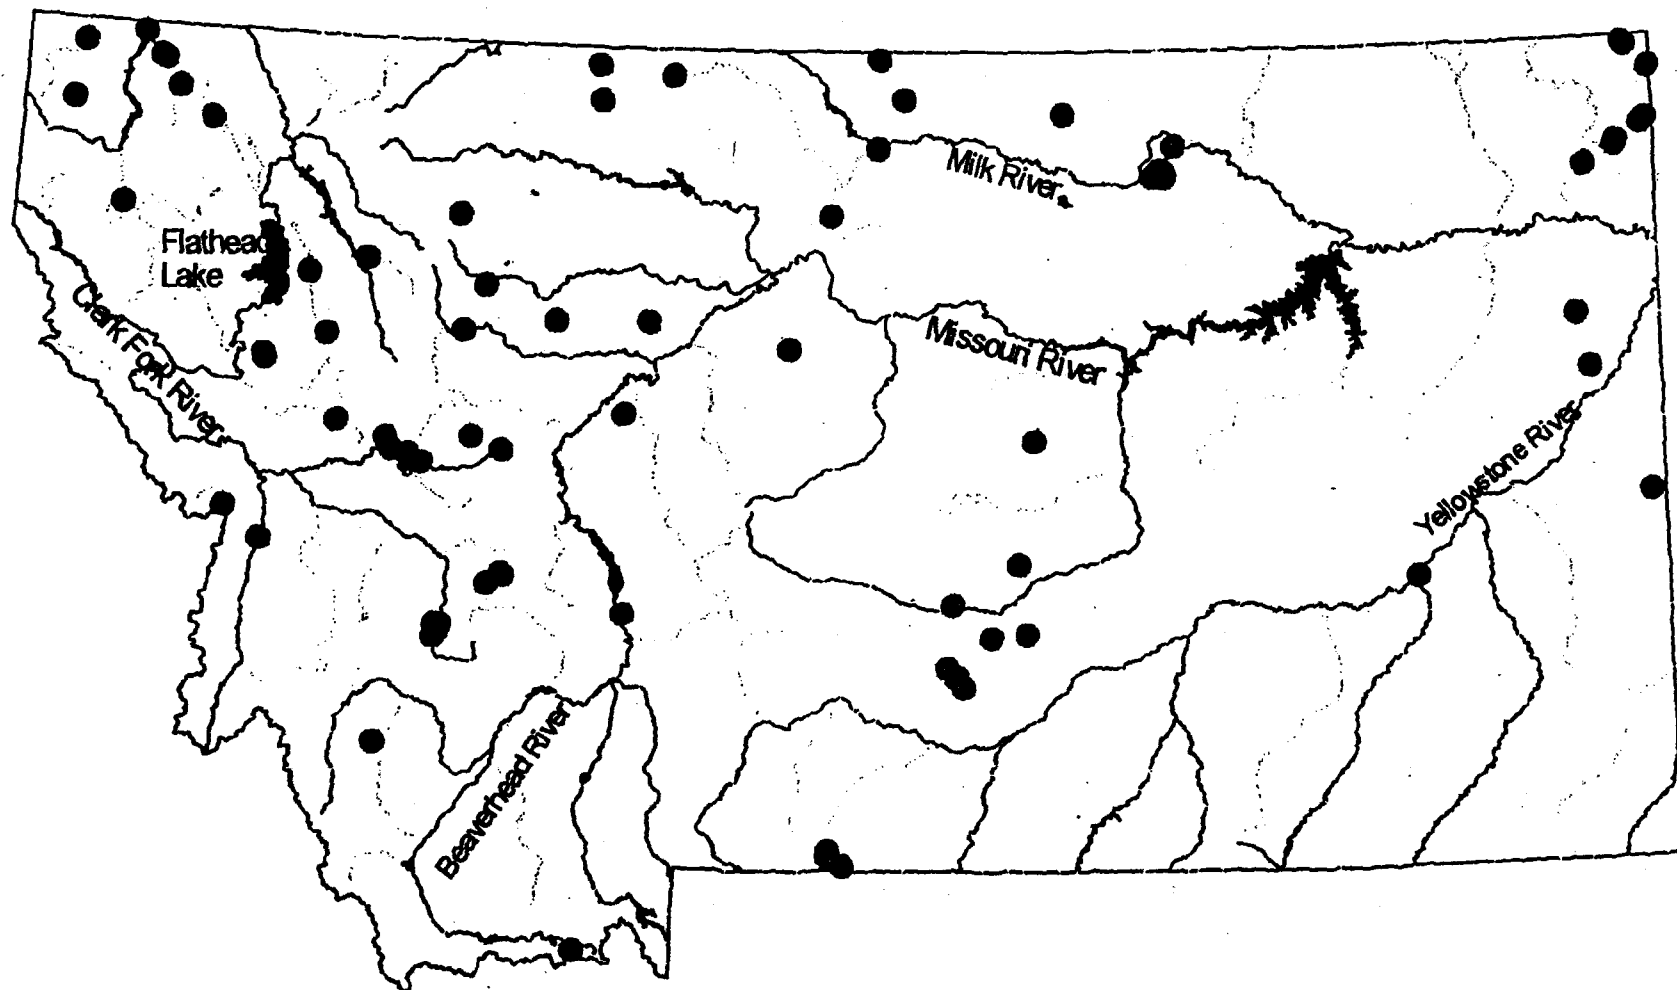 Milk River
Flathead
Lake
Clark Fork River
Missouri River
Yellowstone River
Beaverhead River